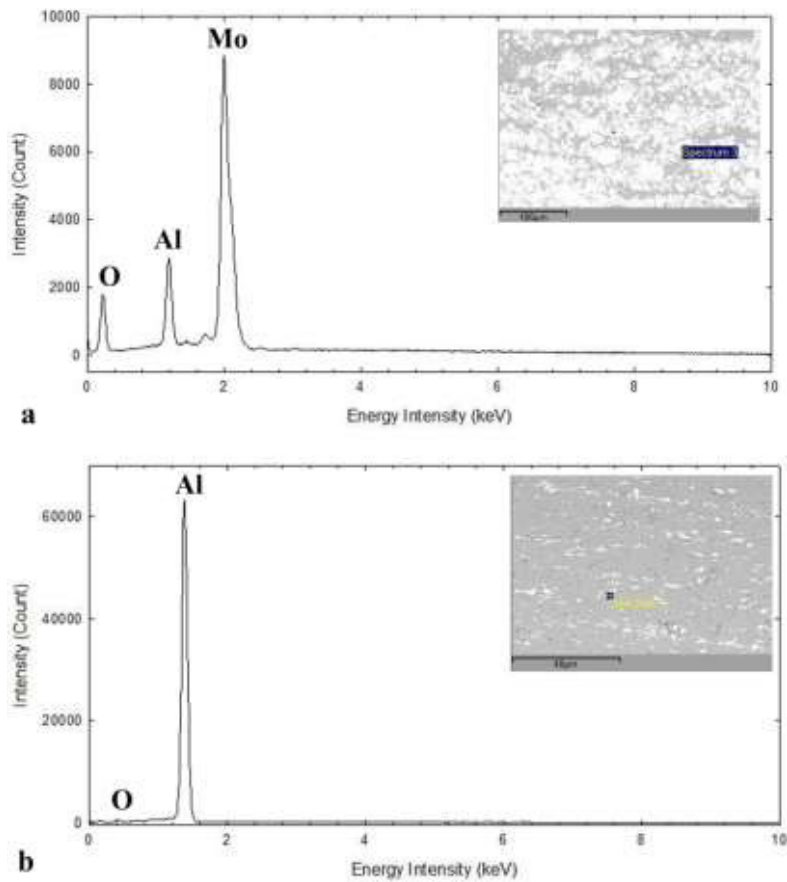 10000
8000
6000
4000
2000
0
Intensity (Count)
O
Al
Mo
0 2 4 6 8 10
Energy Intensity (keV)
a
60000
40000
20000
0
Intensity (Count)
O
Al
0 2 4 6 8 10
Energy Intensity (keV)
b